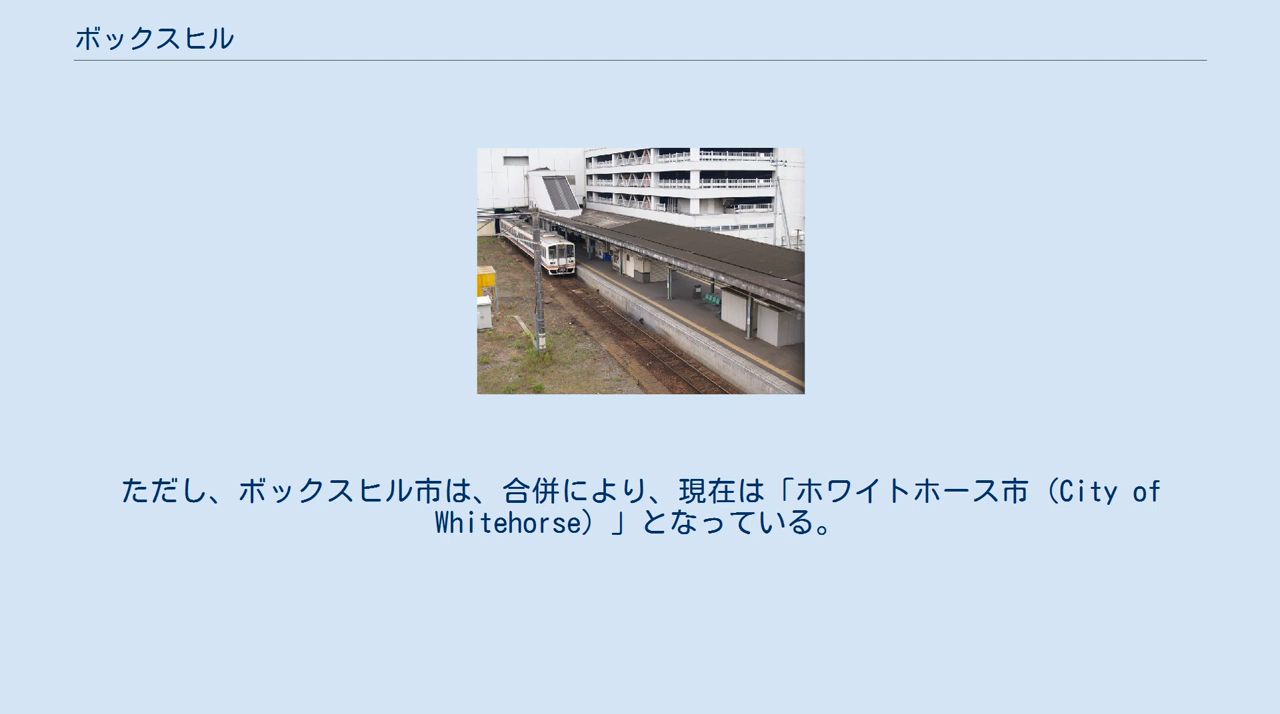 ボックスヒル
ただし、ボックスヒル市は、合併により、現在は「ホワイトホース市（City of
Whitehorse）」となっている。